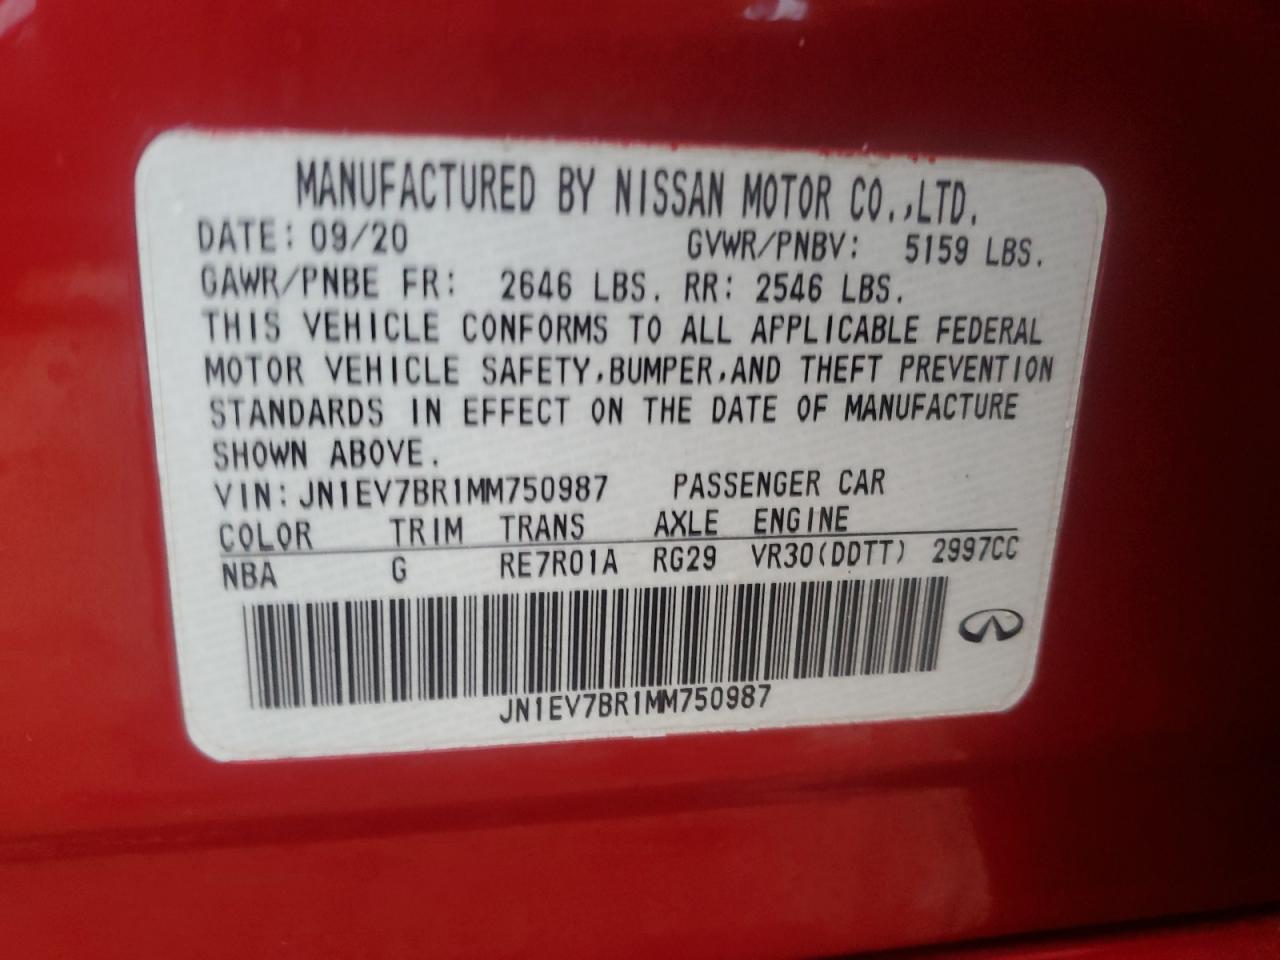 MANUFACTURED BY NISSAN MOTOR CO.,LTD.
DATE: 09/20 GVWR/PNBV: 5159 LBS.
GAWR/PNBE FR: 2646 LBS. RR: 2546 LBS.
THIS VEHICLE CONFORMS TO ALL APPLICABLE FEDERAL
MOTOR VEHICLE SAFETY,BUMPER,AND THEFT PREVENTION
STANDARDS IN EFFECT ON THE DATE OF MANUFACTURE
SHOWN ABOVE.
VIN: JN1EV7BR1MM750987 PASSENGER CAR
COLOR TRIM TRANS AXLE ENGINE
NBA G RE7R01A RG29 VR30(DDTT) 2997CC
JN1EV7BR1MM750987